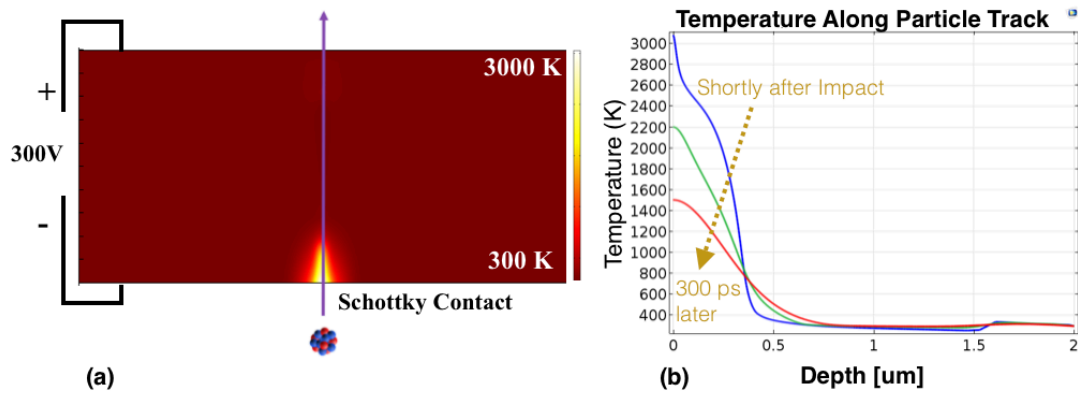 +
300V
-
3000 K
300 K
Schottky Contact
(a)
Temperature Along Particle Track
Temperature (K)
3000
2800
2600
2400
2200
2000
1800
1600
1400
1200
1000
800
600
400
Shortly after Impact
300 ps
later
0 0.5 1 1.5 2
(b)
Depth [um]